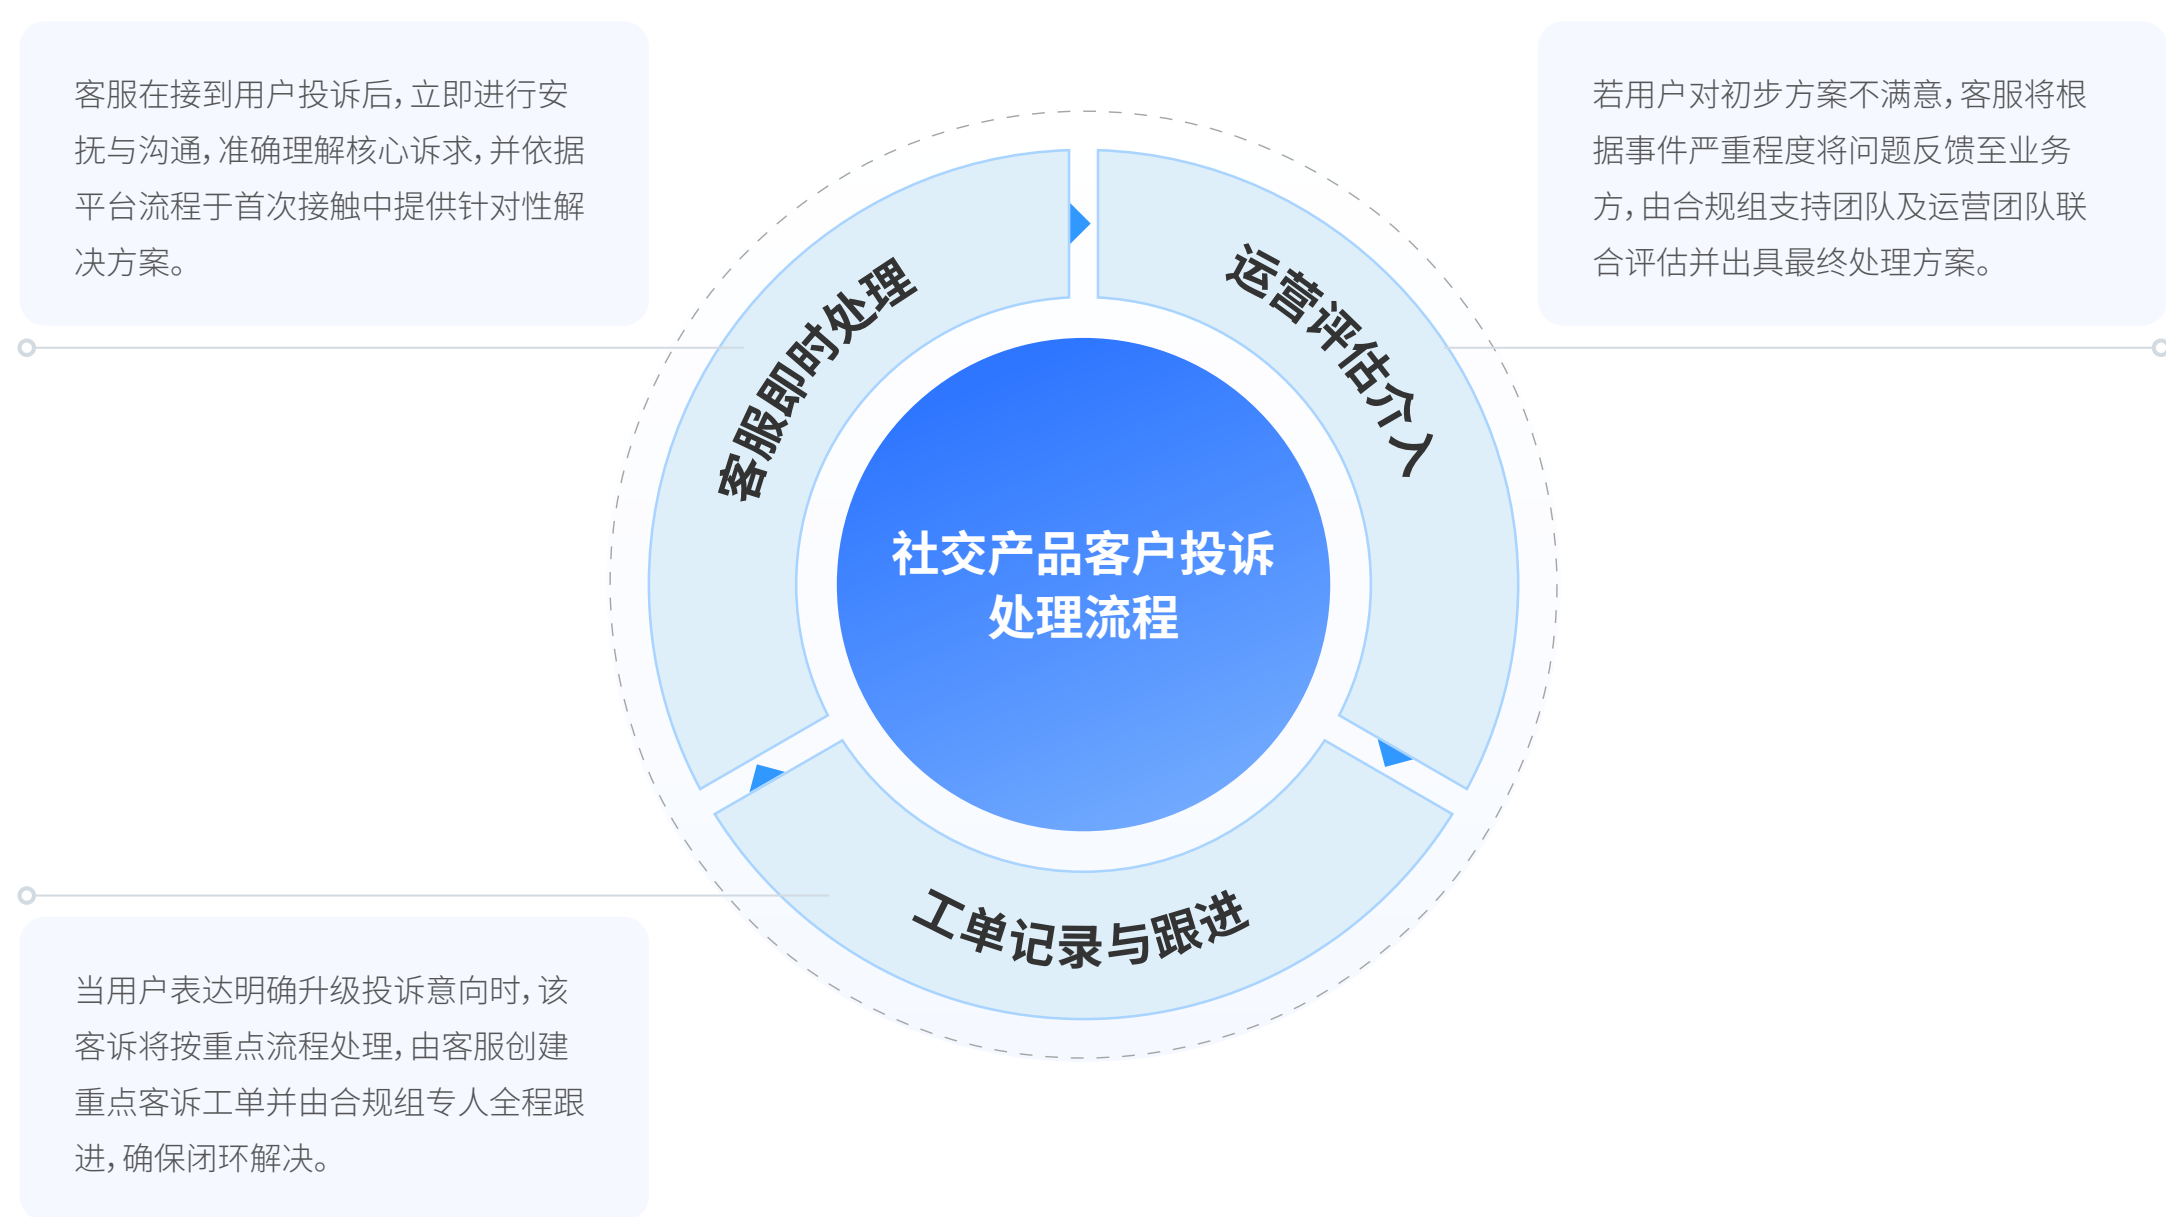 客服在接到用户投诉后，立即进行安
抚与沟通，准确理解核心诉求，并依据
平台流程于首次接触中提供针对性解
决方案。
若用户对初步方案不满意，客服将根
据事件严重程度将问题反馈至业务
方，由合规组支持团队及运营团队联
合评估并出具最终处理方案。
客服即时处理
运营评估介入
社交产品客户投诉
处理流程
工单记录与跟进
当用户表达明确升级投诉意向时，该
客诉将按重点流程处理，由客服创建
重点客诉工单并由合规组专人全程跟
进，确保闭环解决。